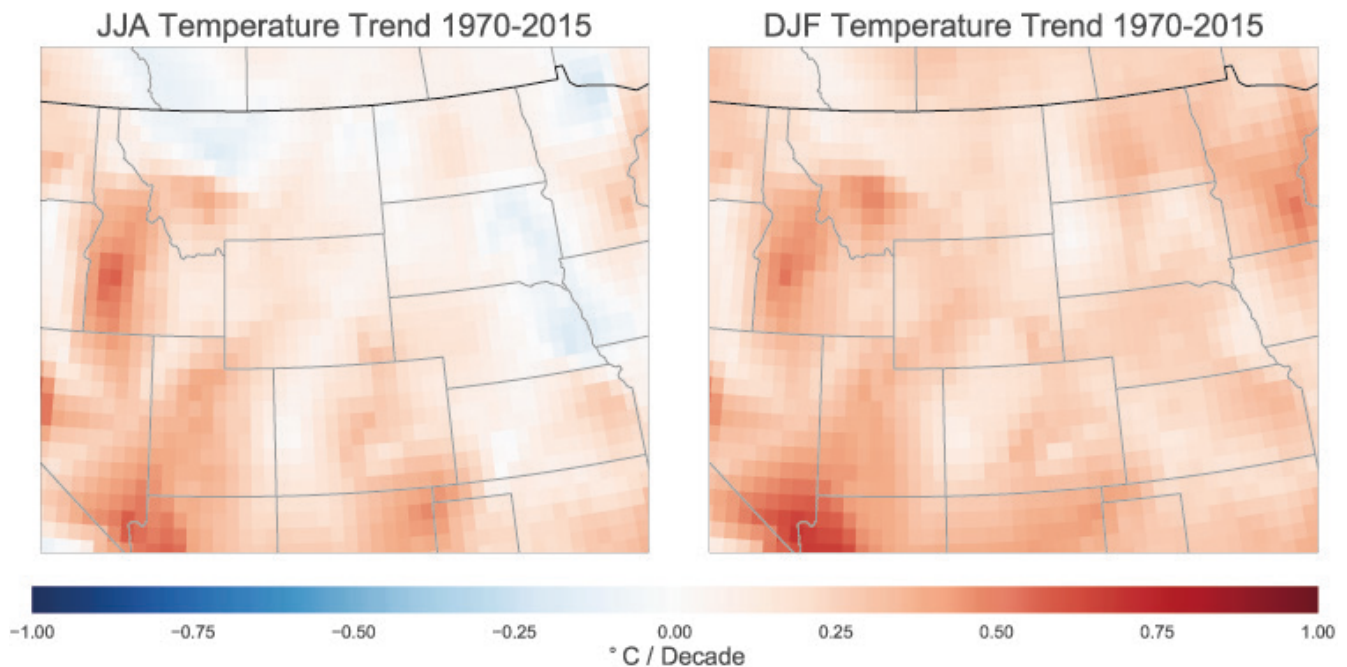 JJA Temperature Trend 1970-2015
DJF Temperature Trend 1970-2015
−1.00 −0.75 −0.50 −0.25 0.00 0.25 0.50 0.75 1.00
° C / Decade